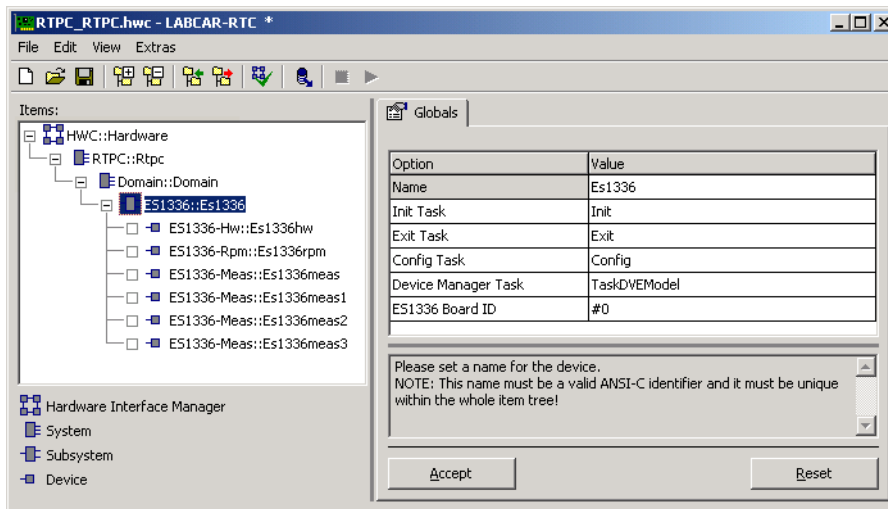 RTPC_RTPC.hwc - LABCAR-RTC *
File Edit View Extras
Items:
HWC::Hardware
RTPC::Rtpc
Domain::Domain
ES1336::Es1336
ES1336-Hw::Es1336hw
ES1336-Rpm::Es1336rpm
ES1336-Meas::Es1336meas
ES1336-Meas::Es1336meas1
ES1336-Meas::Es1336meas2
ES1336-Meas::Es1336meas3
Hardware Interface Manager
System
Subsystem
Device
Globals
Option Value
Name Es1336
Init Task Init
Exit Task Exit
Config Task Config
Device Manager Task TaskDVEModel
ES1336 Board ID #0
Please set a name for the device.
NOTE: This name must be a valid ANSI-C identifier and it must be unique
within the whole item tree!
Accept Reset